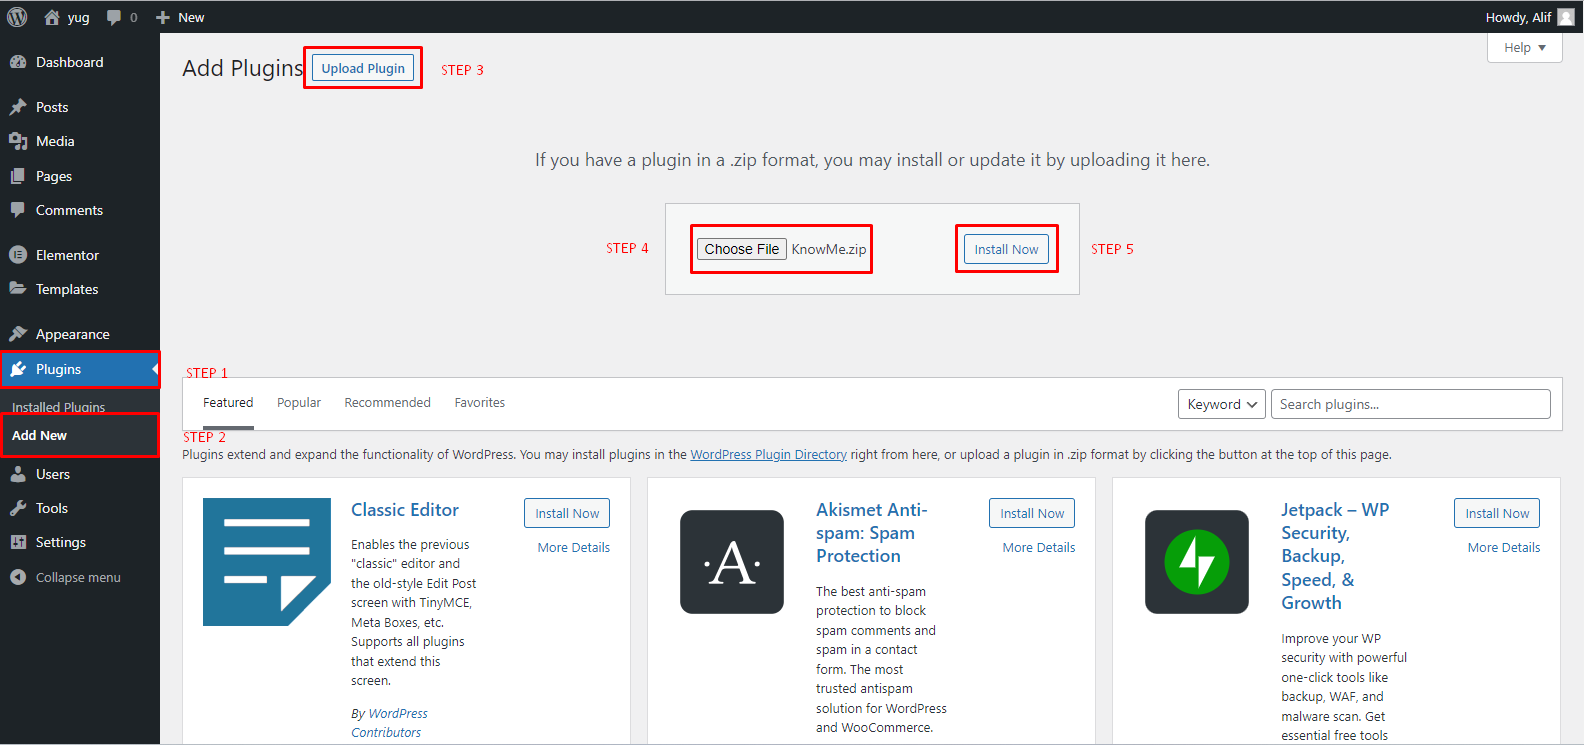 yug
0
New
Howdy, Alif
Dashboard
Posts
Media
Pages
Comments
Elementor
Templates
Appearance
Plugins
Installed Plugins
Add New
Users
Tools
Settings
Collapse menu
Help
Add Plugins
Upload Plugin
STEP 3
If you have a plugin in a .zip format, you may install or update it by uploading it here.
STEP 4
Choose File KnowMe.zip
Install Now
STEP 5
STEP 1
Featured Popular Recommended Favorites
Keyword
Search plugins...
STEP 2
Plugins extend and expand the functionality of WordPress. You may install plugins in the WordPress Plugin Directory right from here, or upload a plugin in .zip format by clicking the button at the top of this page.
Classic Editor
Install Now
More Details
Enables the previous
"classic" editor and
the old-style Edit Post
screen with TinyMCE,
Meta Boxes, etc.
Supports all plugins
that extend this
screen.
By WordPress
Contributors
·A·
Akismet Anti-
spam: Spam
Protection
Install Now
More Details
The best anti-spam
protection to block
spam comments and
spam in a contact
form. The most
trusted antispam
solution for WordPress
and WooCommerce.
Jetpack – WP
Security,
Backup,
Speed, &
Growth
Install Now
More Details
Improve your WP
security with powerful
one-click tools like
backup, WAF, and
malware scan. Get
essential free tools